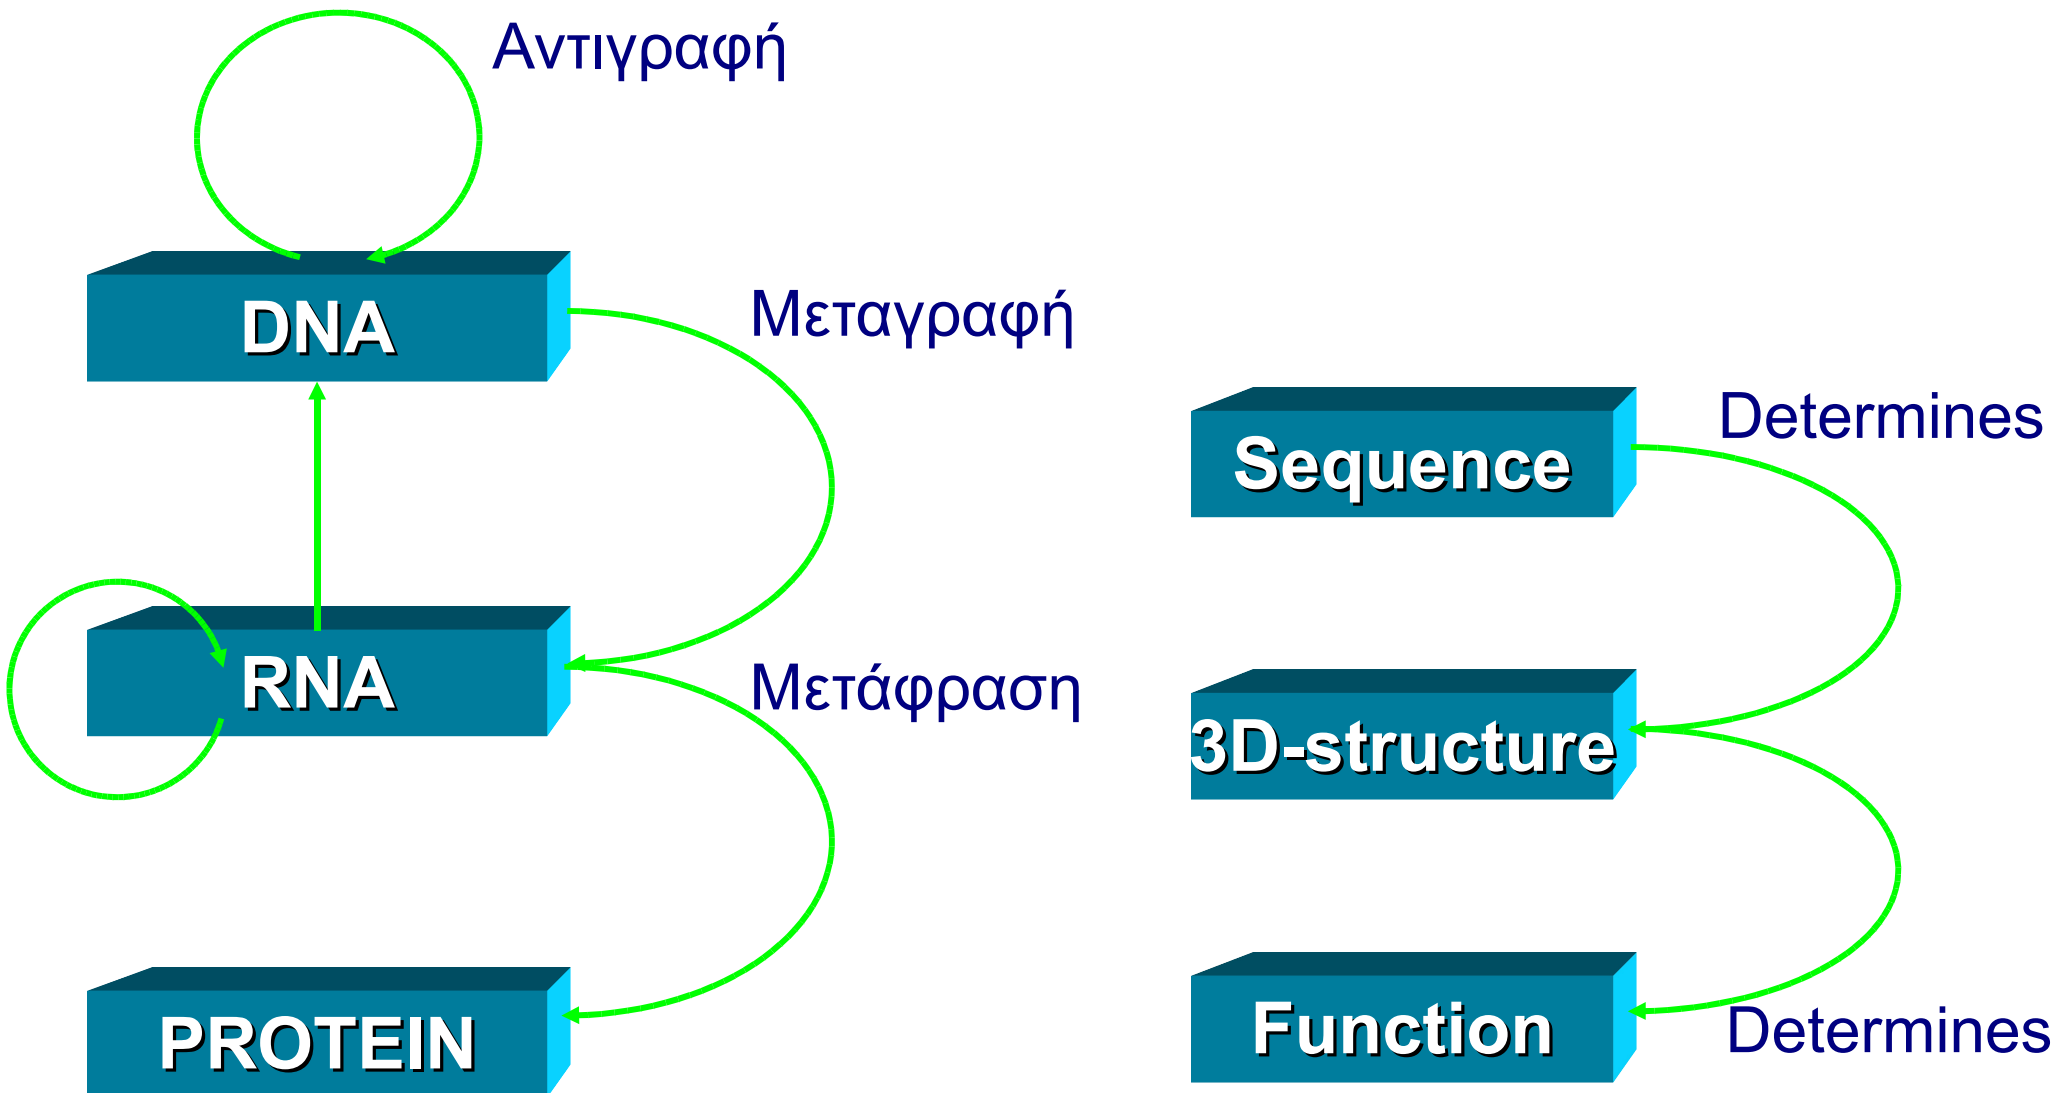 Αντιγραφή
DNA
Μεταγραφή
RNA
Μετάφραση
PROTEIN
Sequence
Determines
3D-structure
Function
Determines